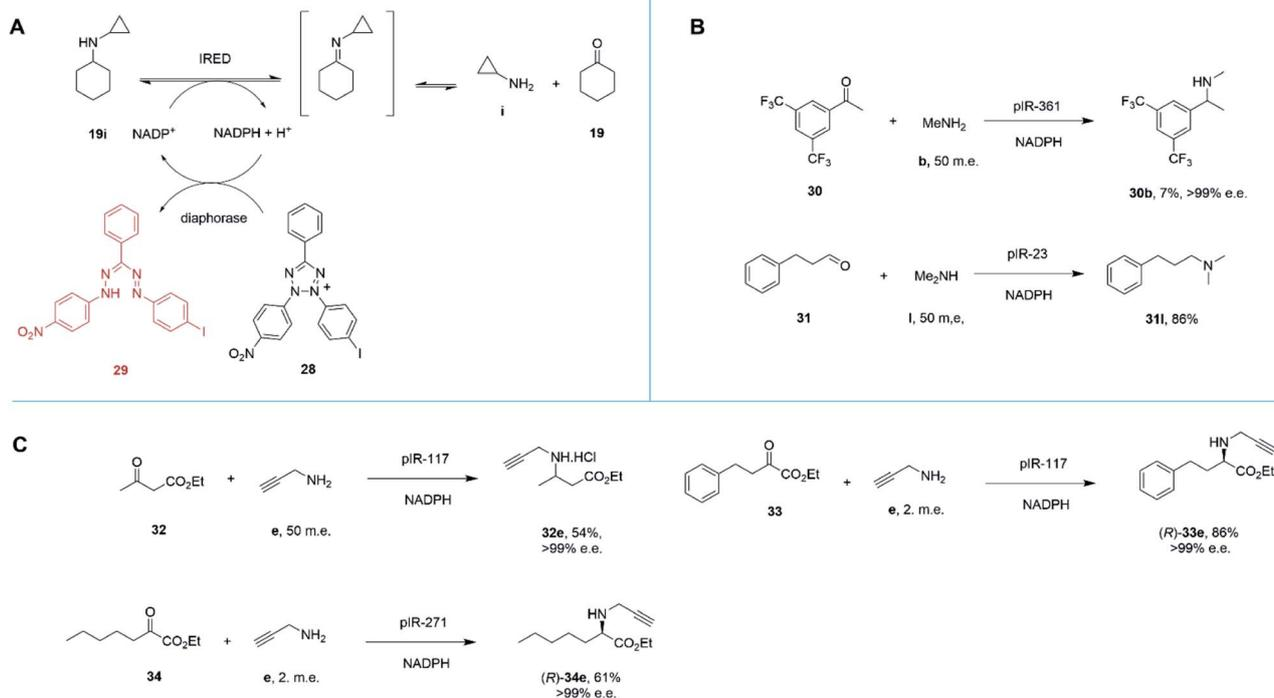 A
HN
IRED
N
NH₂
+
O
i
19i
NADP⁺
NADPH + H⁺
19
diaphorase
N
N
NH
N
O₂N
I
29
N
N
N
N
+
O₂N
I
28
B
F₃C
O
CF₃
30
+
MeNH₂
b, 50 m.e.
pIR-361
NADPH
HN
F₃C
CF₃
30b, 7%, >99% e.e.
O
31
+
Me₂NH
l, 50 m,e,
pIR-23
NADPH
N
31l, 86%
C
O
CO₂Et
32
+
NH₂
e, 50 m.e.
pIR-117
NADPH
NH.HCl
CO₂Et
32e, 54%,
>99% e.e.
O
CO₂Et
33
+
NH₂
e, 2. m.e.
pIR-117
NADPH
HN
CO₂Et
(R)-33e, 86%
>99% e.e.
O
CO₂Et
34
+
NH₂
e, 2. m.e.
pIR-271
NADPH
HN
CO₂Et
(R)-34e, 61%
>99% e.e.